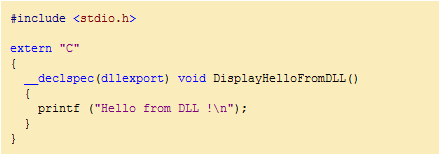 #include <stdio.h>
extern "C"
{
__declspec(dllexport) void DisplayHelloFromDLL()
{
printf ("Hello from DLL !\n");
}
}